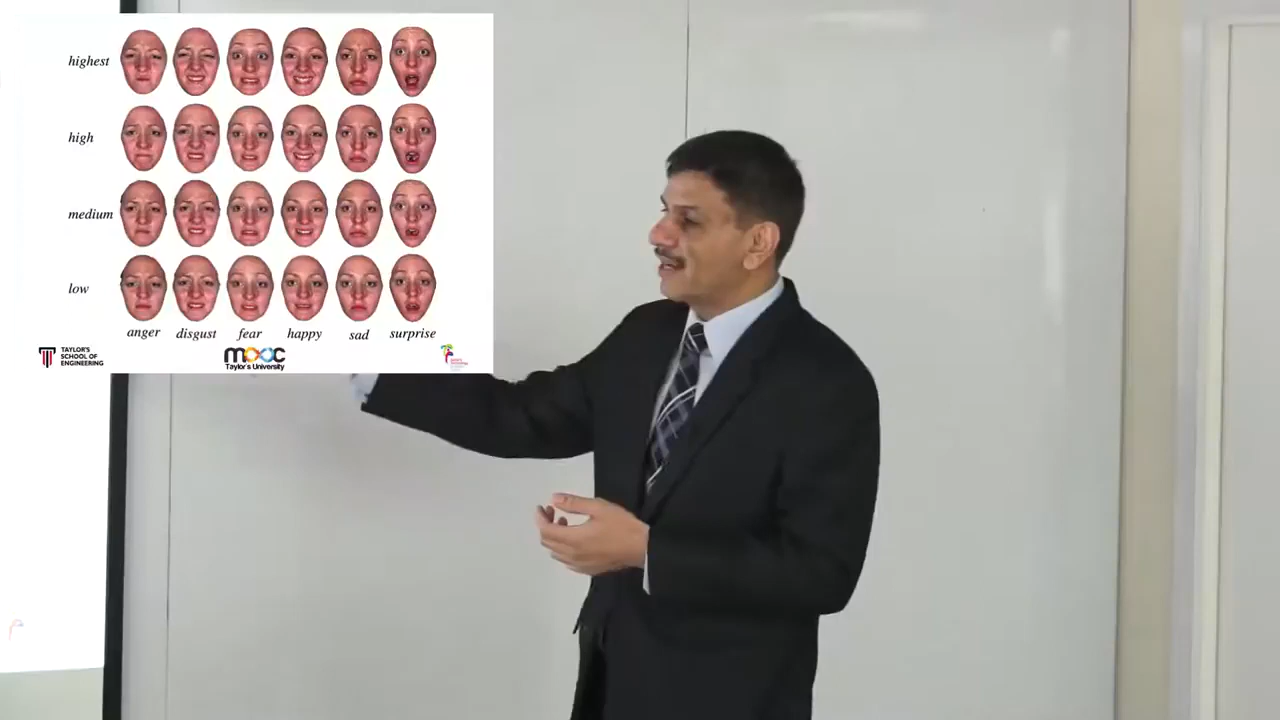 highest
high
medium
low
anger disgust fear happy sad surprise
TAYLOR'S
SCHOOL OF
ENGINEERING
mooc
Taylor's University